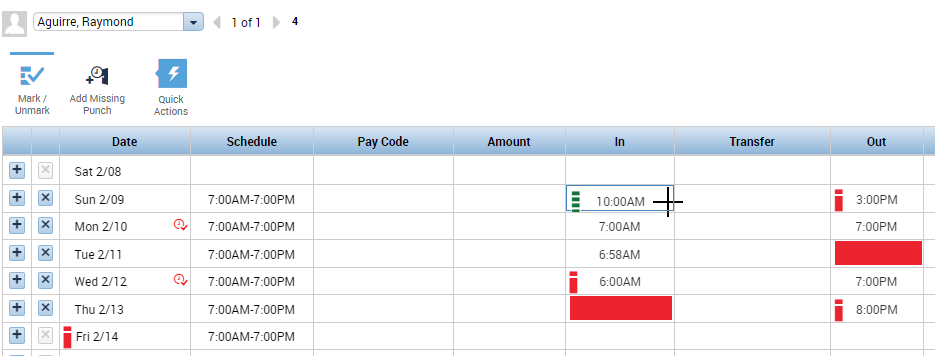 Aguirre, Raymond 1 of 1 4
Mark / Unmark Add Missing Punch Quick Actions
Date Schedule Pay Code Amount In Transfer Out
Sat 2/08
Sun 2/09 7:00AM-7:00PM 10:00AM 3:00PM
Mon 2/10 7:00AM-7:00PM 7:00AM 7:00PM
Tue 2/11 7:00AM-7:00PM 6:58AM
Wed 2/12 7:00AM-7:00PM 6:00AM 7:00PM
Thu 2/13 7:00AM-7:00PM 8:00PM
Fri 2/14 7:00AM-7:00PM